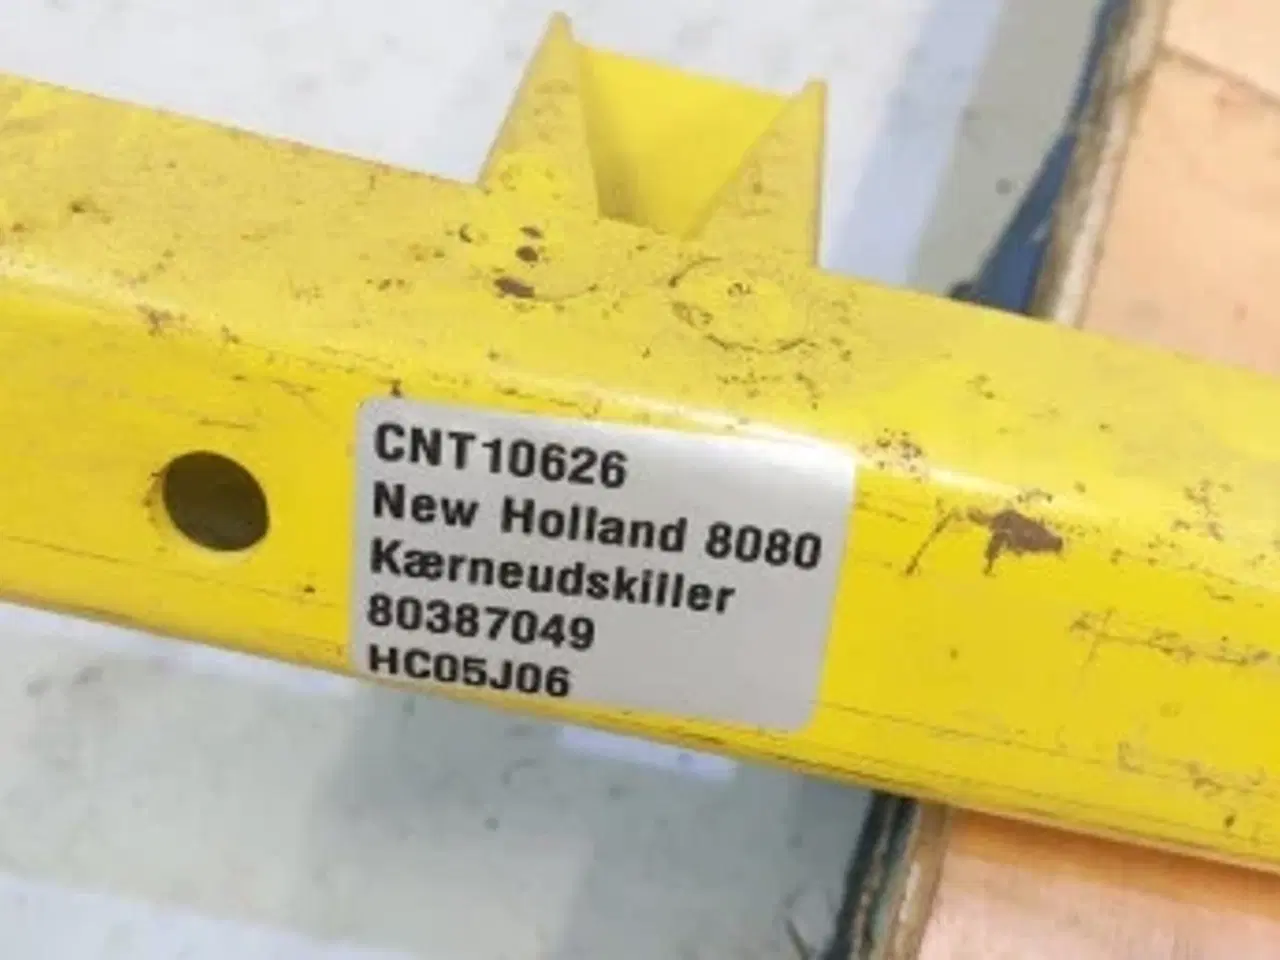 CNT10626
New Holland 8080
Kærneudskiller
80387049
HC05J06